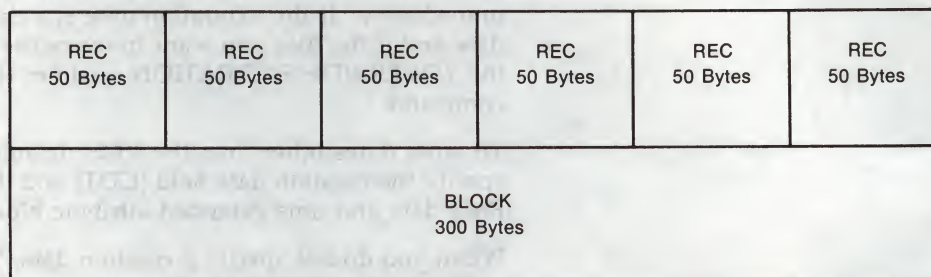 REC REC REC REC REC REC
50 Bytes 50 Bytes 50 Bytes 50 Bytes 50 Bytes 50 Bytes
BLOCK
300 Bytes